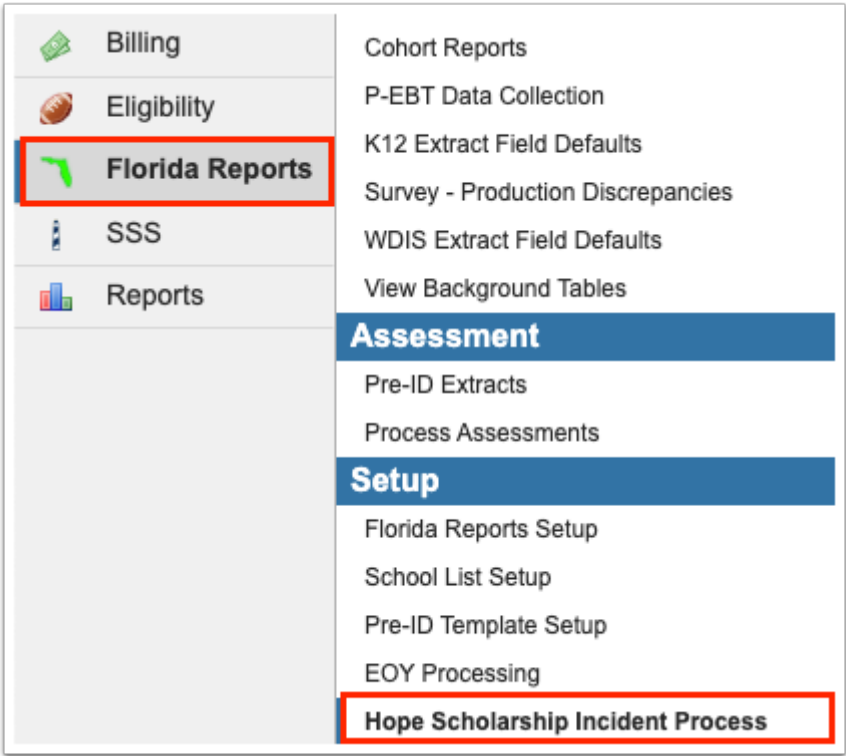 Billing
Eligibility
Florida Reports
SSS
Reports
Cohort Reports
P-EBT Data Collection
K12 Extract Field Defaults
Survey - Production Discrepancies
WDIS Extract Field Defaults
View Background Tables
Assessment
Pre-ID Extracts
Process Assessments
Setup
Florida Reports Setup
School List Setup
Pre-ID Template Setup
EOY Processing
Hope Scholarship Incident Process